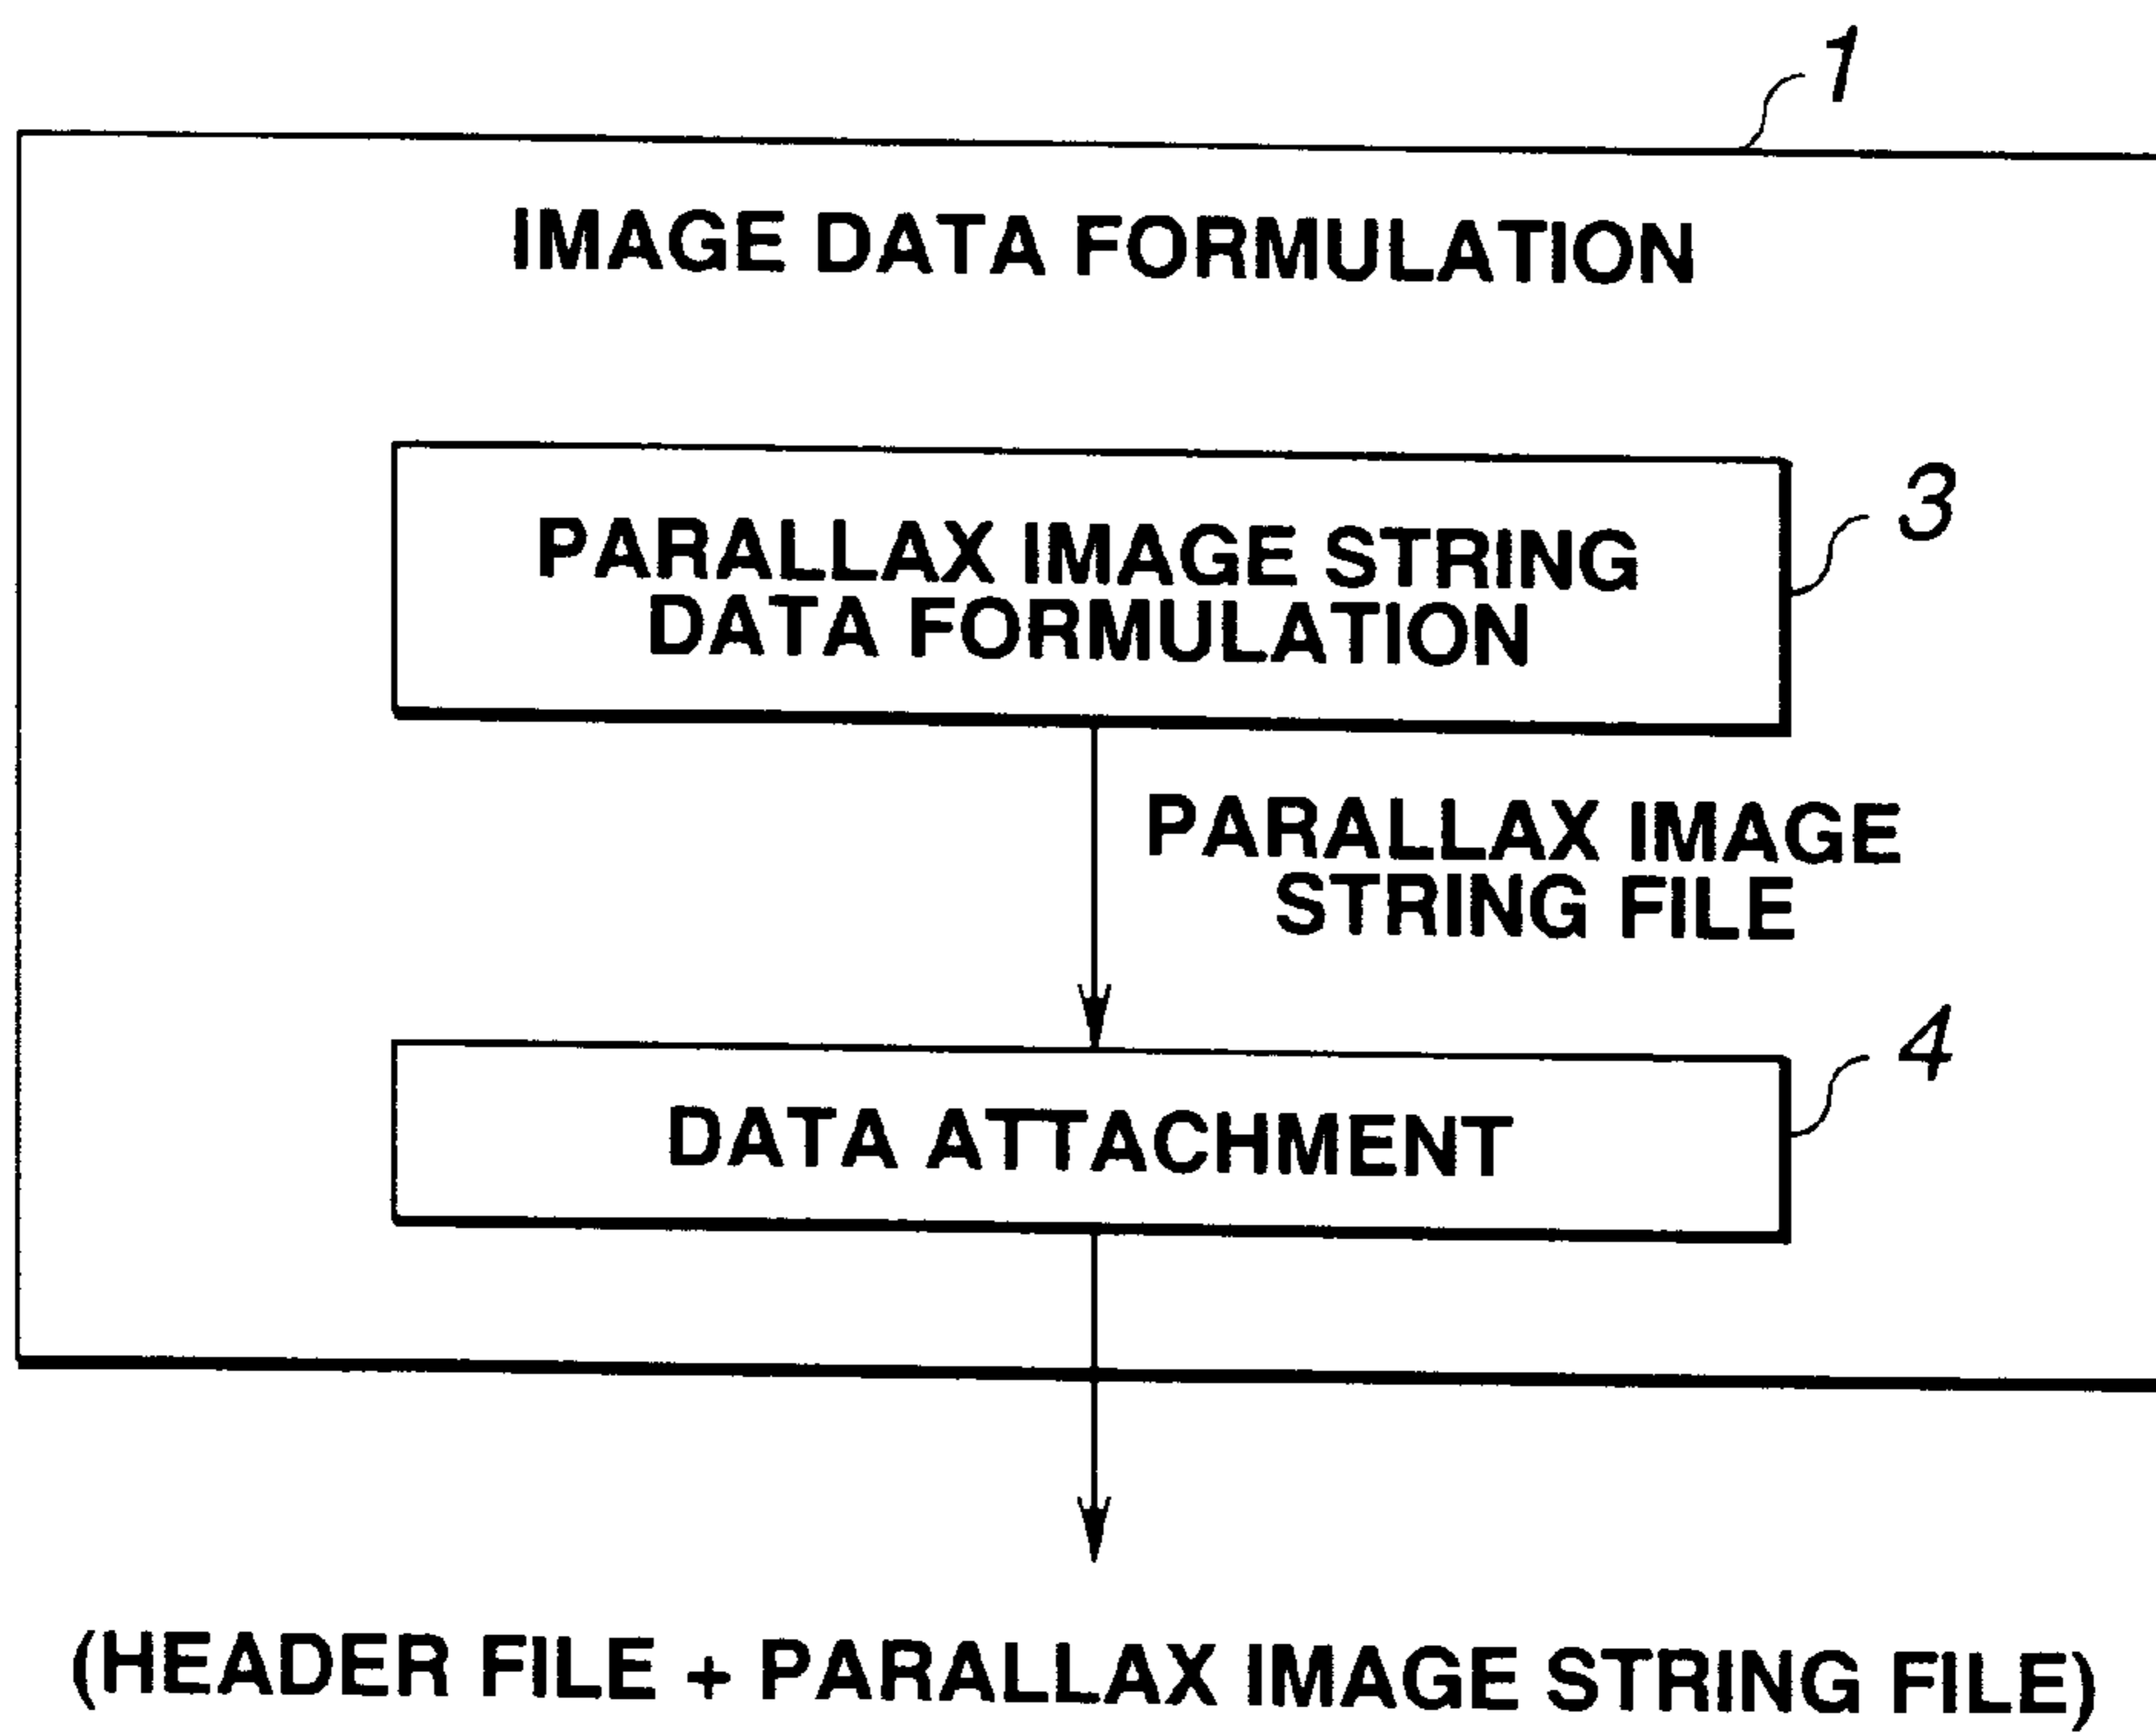 1
IMAGE DATA FORMULATION
PARALLAX IMAGE STRING
DATA FORMULATION
3
PARALLAX IMAGE
STRING FILE
4
DATA ATTACHMENT
(HEADER FILE + PARALLAX IMAGE STRING FILE)